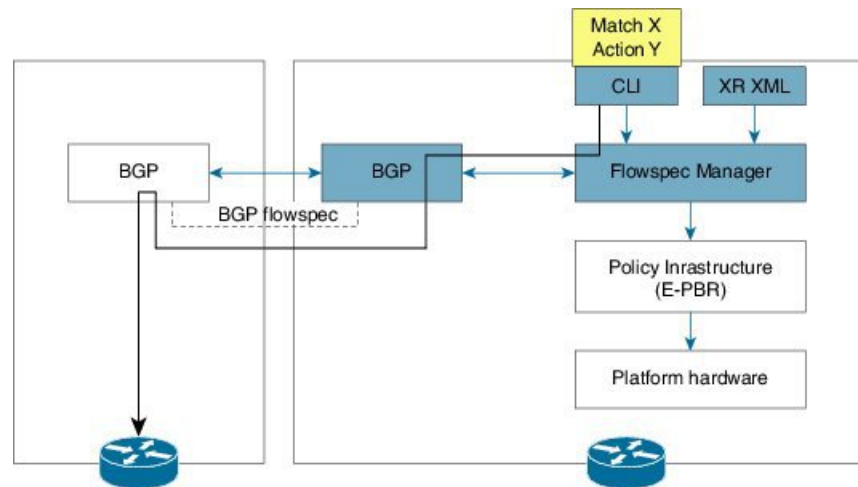 Match X
Action Y
CLI
XR XML
BGP
BGP
Flowspec Manager
BGP flowspec
Policy Inrastructure
(E-PBR)
Platform hardware